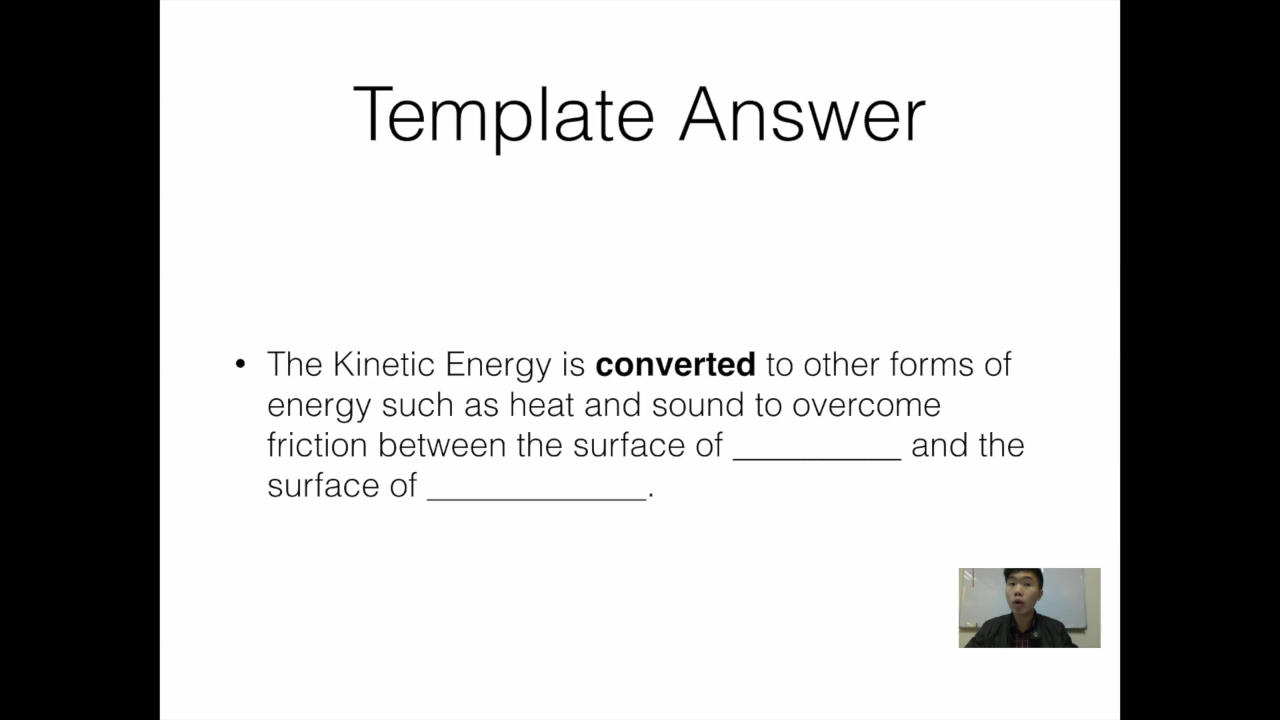 Template Answer
• The Kinetic Energy is converted to other forms of
energy such as heat and sound to overcome
friction between the surface of __________ and the
surface of _____________.